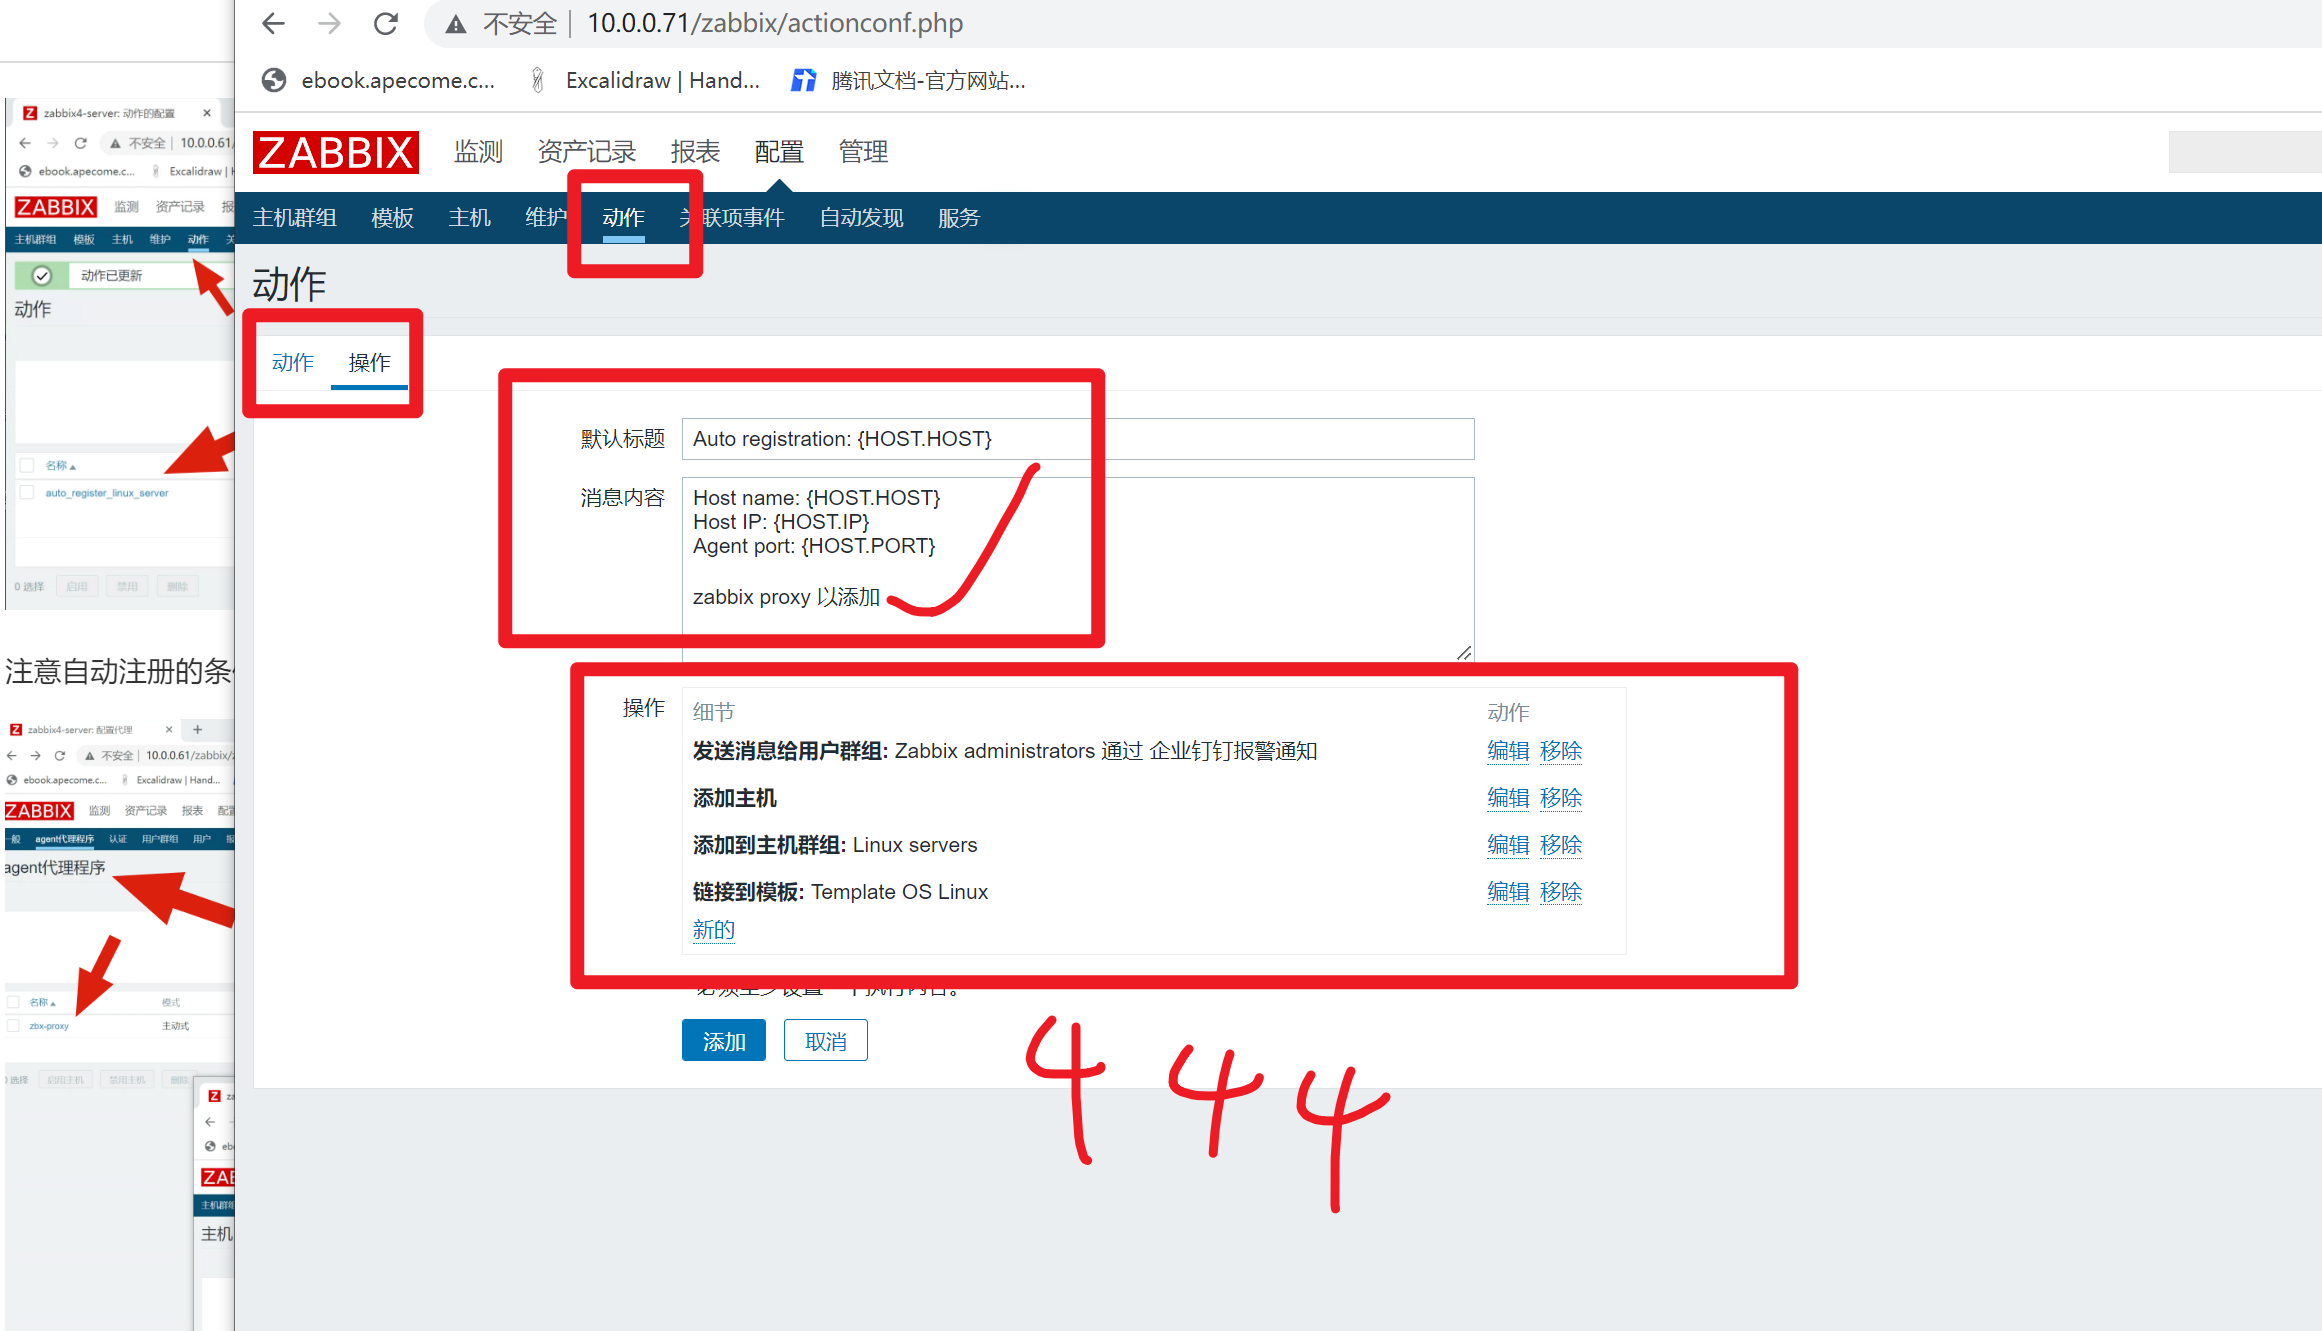 不安全 | 10.0.0.71/zabbix/actionconf.php
ebook.apecome.c... Excalidraw | Hand... 腾讯文档-官方网站...
ZABBIX 监测 资产记录 报表 配置 管理
主机群组 模板 主机 维护 动作 关联项事件 自动发现 服务
动作
动作 操作
默认标题 Auto registration: {HOST.HOST}
消息内容 Host name: {HOST.HOST}
Host IP: {HOST.IP}
Agent port: {HOST.PORT}
zabbix proxy 以添加
操作 细节 动作
发送消息给用户群组: Zabbix administrators 通过 企业钉钉报警通知 编辑 移除
添加主机 编辑 移除
添加到主机群组: Linux servers 编辑 移除
链接到模板: Template OS Linux 编辑 移除
新的
添加 取消
4 4 4
zabbix4-server: 动作的配置
不安全 | 10.0.0.61/
ebook.apecome.c... Excalidraw |
ZABBIX 监测 资产记录 报
主机群组 模板 主机 维护 动作 关
动作已更新
动作
名称
auto_register_linux_server
0 选择 启用 禁用 删除
注意自动注册的条
zabbix4-server: 配置代理
不安全 | 10.0.0.61/zabbix/
ebook.apecome.c... Excalidraw | Hand...
ZABBIX 监测 资产记录 报表 配
一般 agent代理程序 认证 用户群组 用户
agent代理程序
名称 模式
zbx-proxy 主动式
选择 启用主机 禁用主机 删除
za
eb
ZAB
主机群
主机